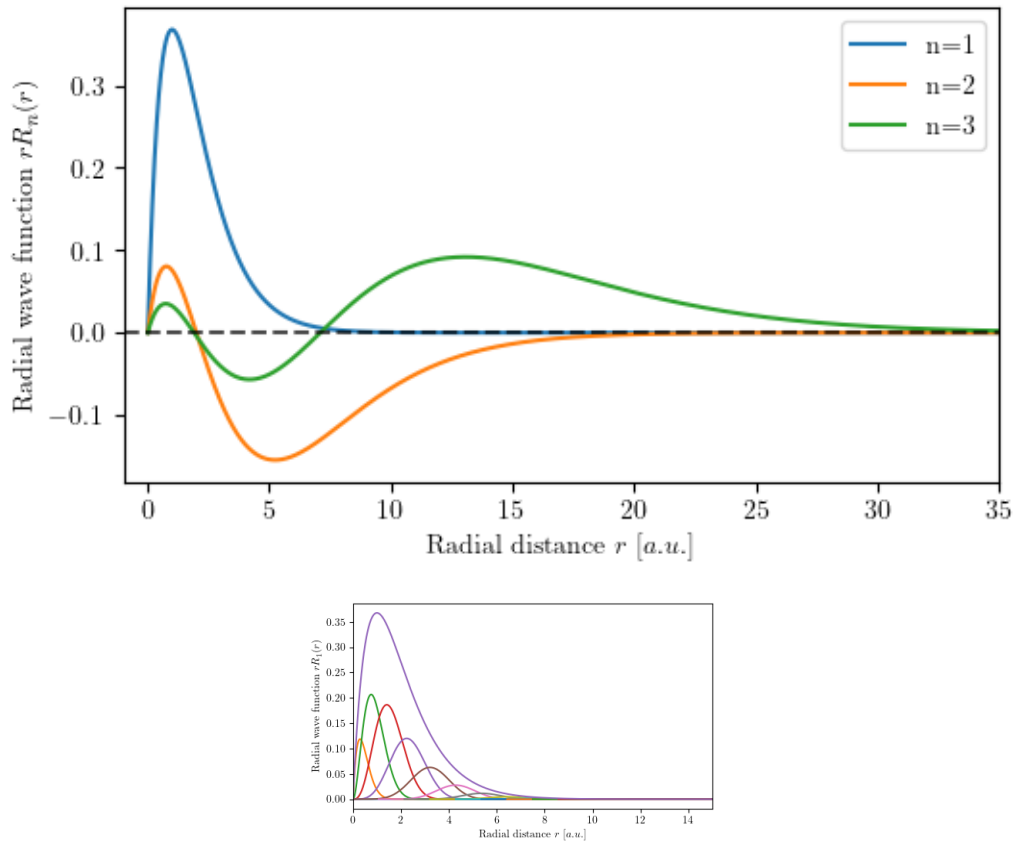 Radial wave function rRₙ(r)
0.3
0.2
0.1
0.0
−0.1
n=1
n=2
n=3
0 5 10 15 20 25 30 35
Radial distance r [a.u.]
Radial wave function rR₁(r)
0.35
0.30
0.25
0.20
0.15
0.10
0.05
0.00
0 2 4 6 8 10 12 14
Radial distance r [a.u.]